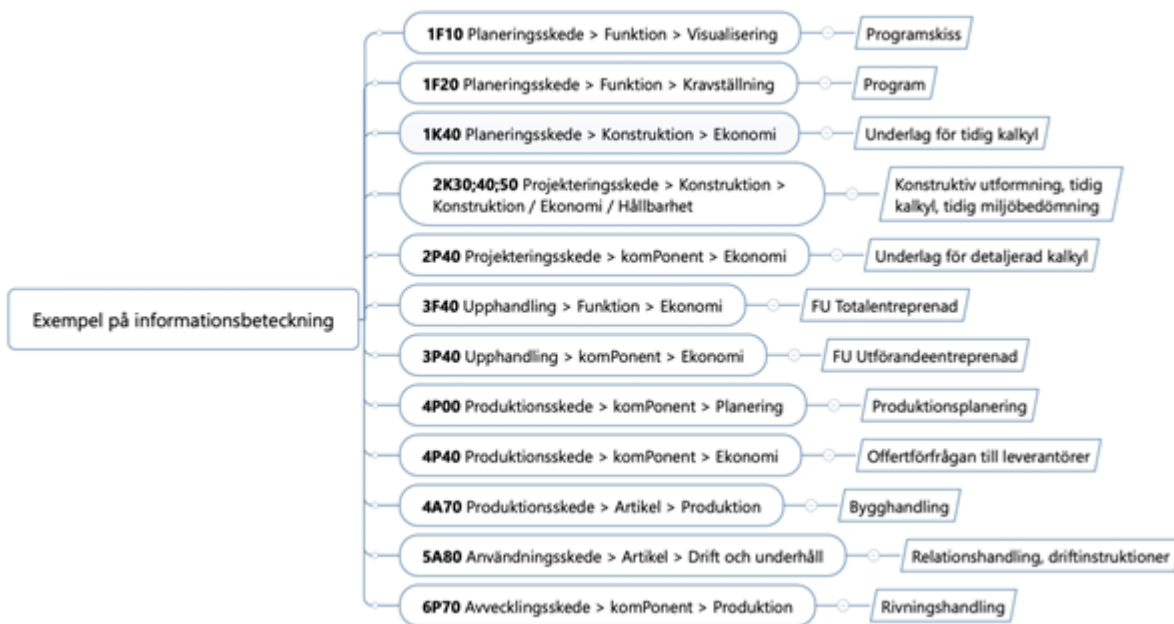 1F10 Planeringsskede > Funktion > Visualisering
Programskiss
1F20 Planeringsskede > Funktion > Kravställning
Program
1K40 Planeringsskede > Konstruktion > Ekonomi
Underlag för tidig kalkyl
2K30;40;50 Projekteringsskede > Konstruktion >
Konstruktion / Ekonomi / Hållbarhet
Konstruktiv utformning, tidig
kalkyl, tidig miljöbedömning
2P40 Projekteringsskede > komPonent > Ekonomi
Underlag för detaljerad kalkyl
Exempel på informationsbeteckning
3F40 Upphandling > Funktion > Ekonomi
FU Totalentreprenad
3P40 Upphandling > komPonent > Ekonomi
FU Utförandeentreprenad
4P00 Produktionsskede > komPonent > Planering
Produktionsplanering
4P40 Produktionsskede > komPonent > Ekonomi
Offertförfrågan till leverantörer
4A70 Produktionsskede > Artikel > Produktion
Bygghandling
5A80 Användningsskede > Artikel > Drift och underhåll
Relationshandling, driftinstruktioner
6P70 Avvecklingsskede > komPonent > Produktion
Rivningshandling